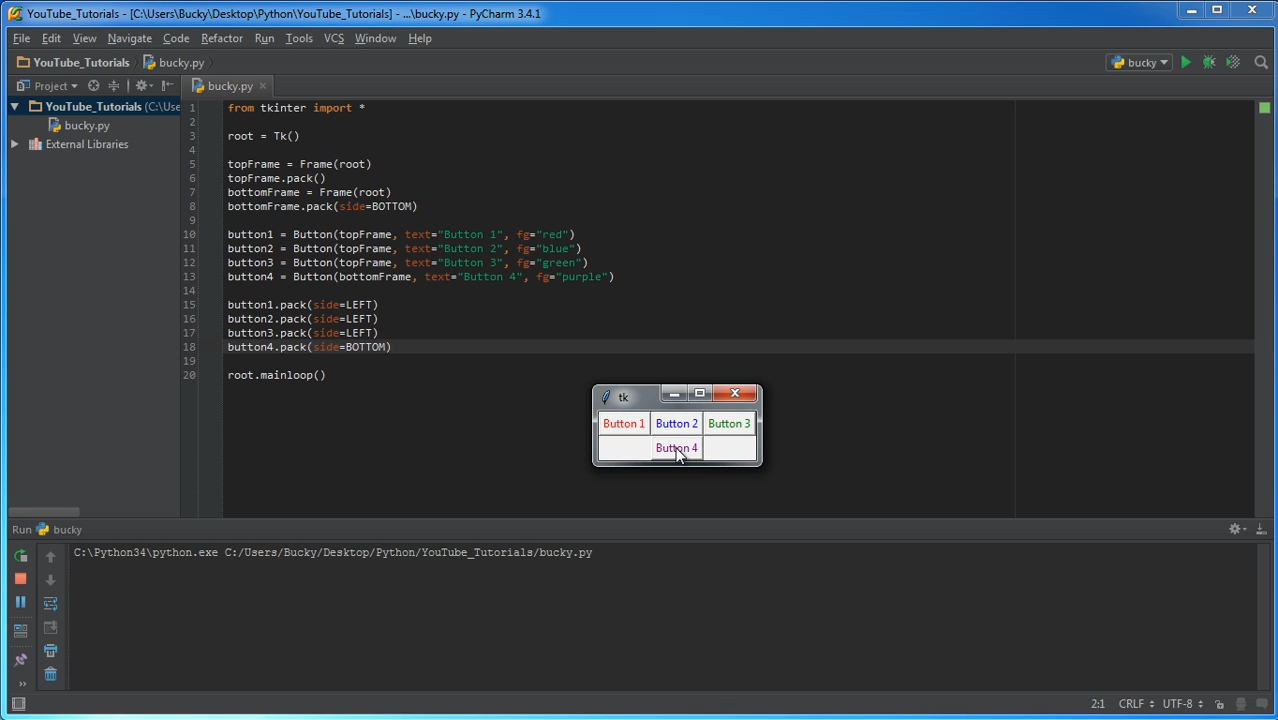 YouTube_Tutorials - [C:\Users\Bucky\Desktop\Python\YouTube_Tutorials] - ...\bucky.py - PyCharm 3.4.1
File Edit View Navigate Code Refactor Run Tools VCS Window Help
YouTube_Tutorials bucky.py bucky
Project bucky.py
YouTube_Tutorials (C:\Use
bucky.py
External Libraries
1 from tkinter import *
2
3 root = Tk()
4
5 topFrame = Frame(root)
6 topFrame.pack()
7 bottomFrame = Frame(root)
8 bottomFrame.pack(side=BOTTOM)
9
10 button1 = Button(topFrame, text="Button 1", fg="red")
11 button2 = Button(topFrame, text="Button 2", fg="blue")
12 button3 = Button(topFrame, text="Button 3", fg="green")
13 button4 = Button(bottomFrame, text="Button 4", fg="purple")
14
15 button1.pack(side=LEFT)
16 button2.pack(side=LEFT)
17 button3.pack(side=LEFT)
18 button4.pack(side=BOTTOM)
19
20 root.mainloop()
tk
Button 1 Button 2 Button 3
Button 4
Run bucky
C:\Python34\python.exe C:/Users/Bucky/Desktop/Python/YouTube_Tutorials/bucky.py
2:1 CRLF UTF-8